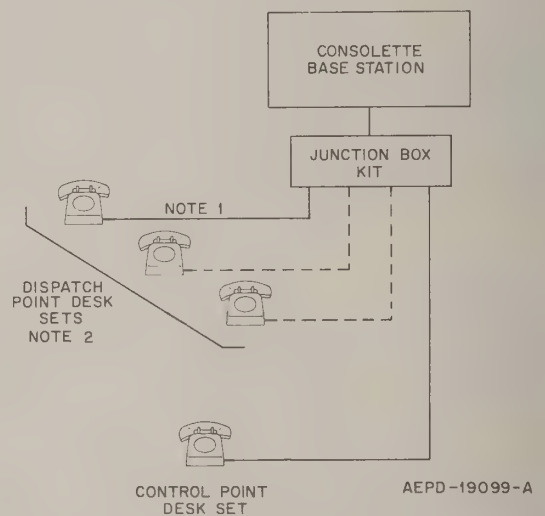 CONSOLETTE
BASE STATION
JUNCTION BOX
KIT
NOTE 1
DISPATCH
POINT DESK
SETS
NOTE 2
CONTROL POINT
DESK SET
AEPD-19099-A